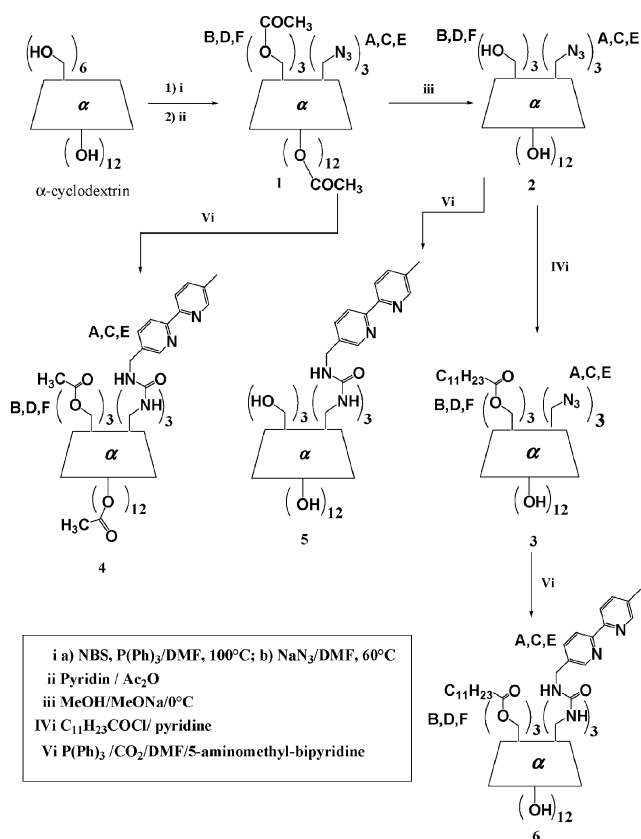 (HO)6
α
(OH)12
α-cyclodextrin
1) i
2) ii
COCH3
B,D,F
(O)3
(N3)3
A,C,E
α
(O)12
COCH3
1
iii
B,D,F
(HO)3
(N3)3
A,C,E
α
(OH)12
2
Vi
Vi
IVi
N
N
A,C,E
HN
O
NH
H3C
O
O
B,D,F
3
3
α
(O)12
H3C
O
4
N
N
HN
O
NH
HO
3
3
α
(OH)12
5
C11H23
O
O
B,D,F
3
A,C,E
N3
3
α
(OH)12
3
Vi
N
N
A,C,E
HN
O
NH
C11H23
O
O
B,D,F
3
3
α
(OH)12
6
i a) NBS, P(Ph)3/DMF, 100°C; b) NaN3/DMF, 60°C
ii Pyridin / Ac2O
iii MeOH/MeONa/0°C
IVi C11H23COCl/ pyridine
Vi P(Ph)3 /CO2/DMF/5-aminomethyl-bipyridine